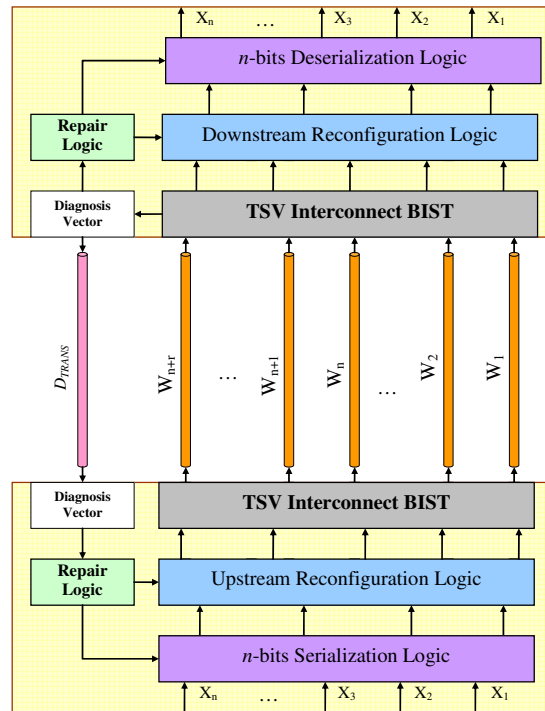 Xn … X3 X2 X1
n-bits Deserialization Logic
Repair
Logic
Downstream Reconfiguration Logic
Diagnosis
Vector
TSV Interconnect BIST
DTRANS
Wn+r
…
Wn+1
Wn
…
W2
W1
Diagnosis
Vector
TSV Interconnect BIST
Repair
Logic
Upstream Reconfiguration Logic
n-bits Serialization Logic
Xn … X3 X2 X1